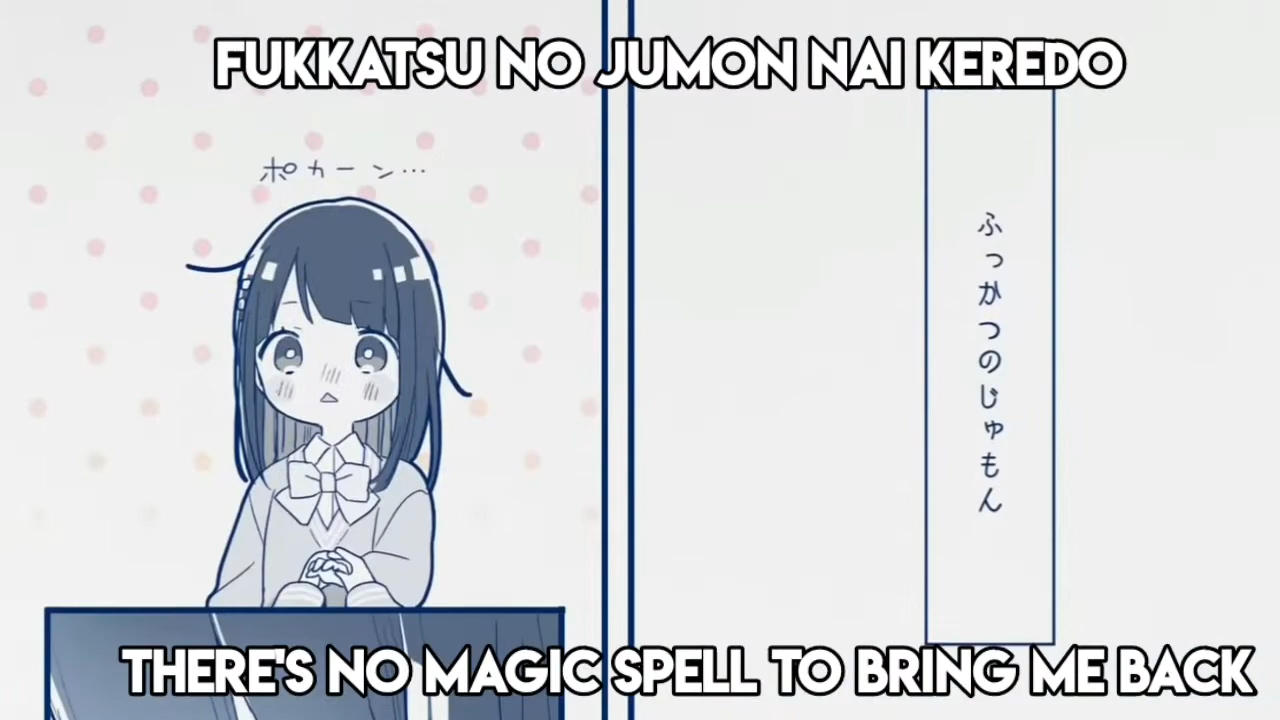 FUKKATSU NO JUMON NAI KEREDO
ポカーン…
ふっかつのじゅもん
THERE'S NO MAGIC SPELL TO BRING ME BACK